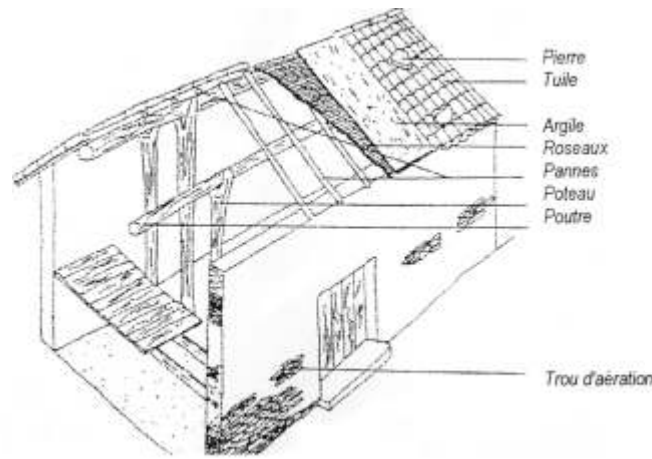 Pierre
Tuile
Argile
Roseaux
Pannes
Poteau
Poutre
Trou d'aération